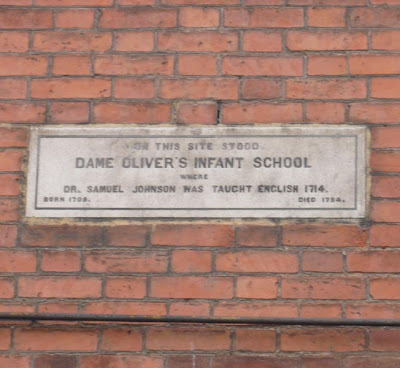 ON THIS SITE STOOD
DAME OLIVER'S INFANT SCHOOL
WHERE
DR. SAMUEL JOHNSON WAS TAUGHT ENGLISH 1714.
BORN 1709. DIED 1784.